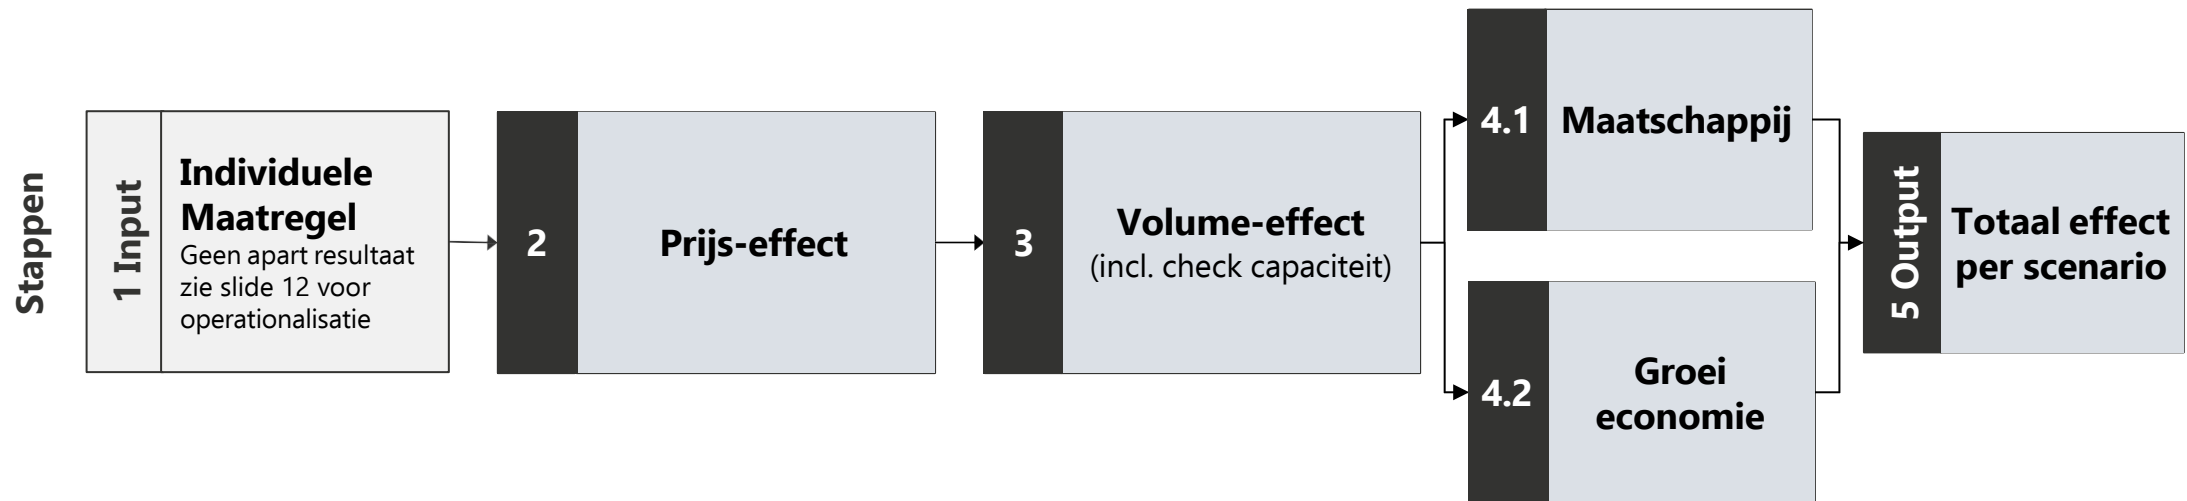 Stappen
1 Input
Individuele
Maatregel
Geen apart resultaat
zie slide 12 voor
operationalisatie
2
Prijs-effect
3
Volume-effect
(incl. check capaciteit)
4.1
Maatschappij
4.2
Groei
economie
5 Output
Totaal effect
per scenario